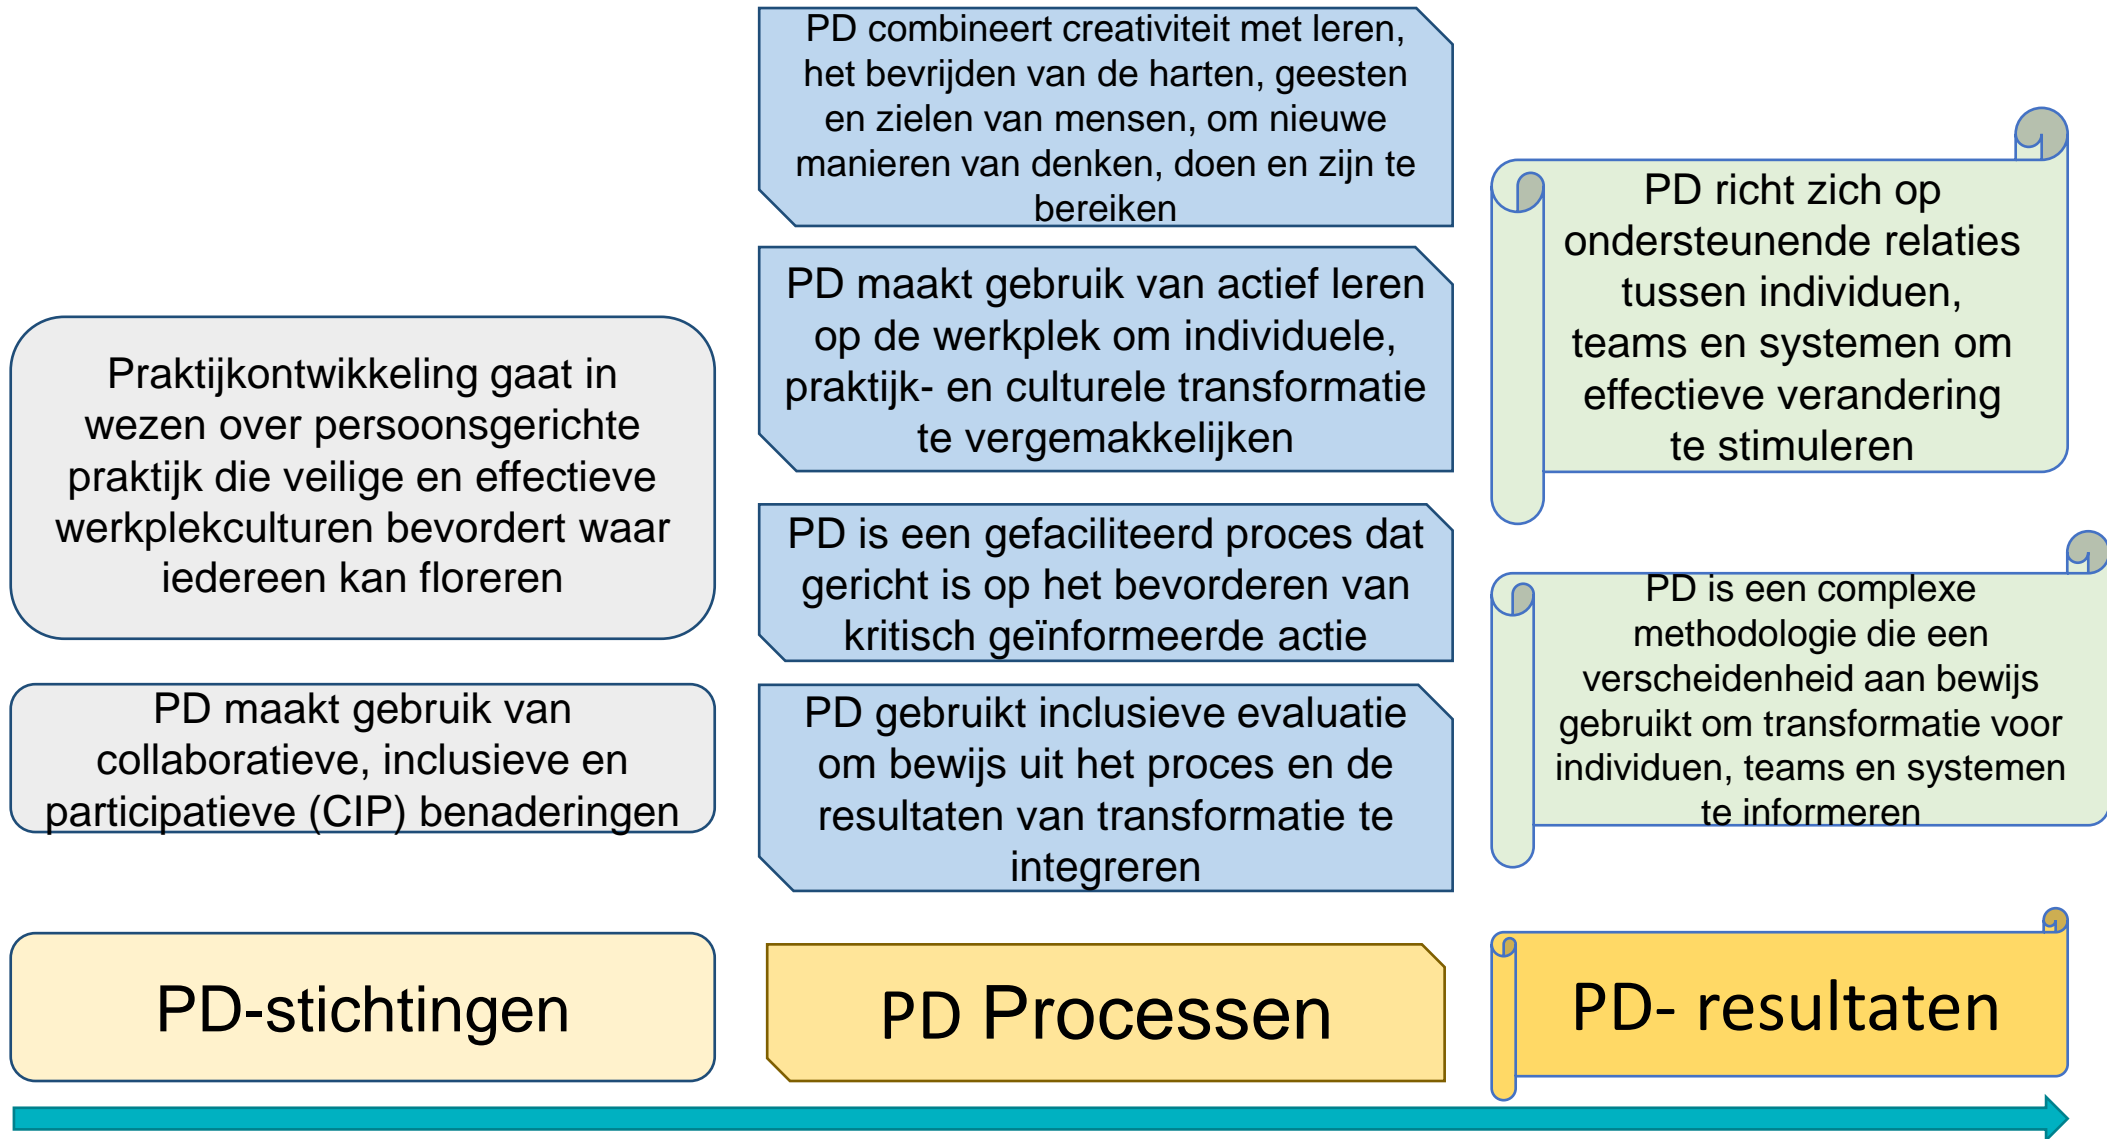 Praktijkontwikkeling gaat in
wezen over persoonsgerichte
praktijk die veilige en effectieve
werkplekculturen bevordert waar
iedereen kan floreren
PD maakt gebruik van
collaboratieve, inclusieve en
participatieve (CIP) benaderingen
PD-stichtingen
PD combineert creativiteit met leren,
het bevrijden van de harten, geesten
en zielen van mensen, om nieuwe
manieren van denken, doen en zijn te
bereiken
PD maakt gebruik van actief leren
op de werkplek om individuele,
praktijk- en culturele transformatie
te vergemakkelijken
PD is een gefaciliteerd proces dat
gericht is op het bevorderen van
kritisch geïnformeerde actie
PD gebruikt inclusieve evaluatie
om bewijs uit het proces en de
resultaten van transformatie te
integreren
PD Processen
PD richt zich op
ondersteunende relaties
tussen individuen,
teams en systemen om
effectieve verandering
te stimuleren
PD is een complexe
methodologie die een
verscheidenheid aan bewijs
gebruikt om transformatie voor
individuen, teams en systemen
te informeren
PD- resultaten